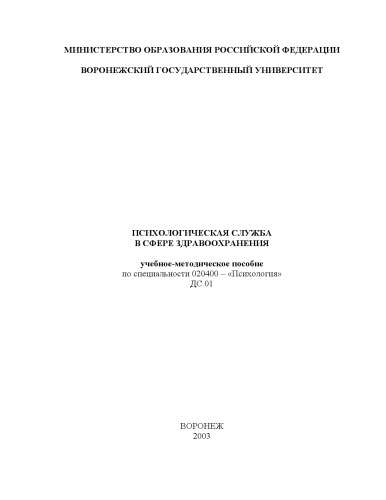 МИНИСТЕРСТВО ОБРАЗОВАНИЯ РОССИЙСКОЙ ФЕДЕРАЦИИ
ВОРОНЕЖСКИЙ ГОСУДАРСТВЕННЫЙ УНИВЕРСИТЕТ
ПСИХОЛОГИЧЕСКАЯ СЛУЖБА
В СФЕРЕ ЗДРАВООХРАНЕНИЯ
учебное-методическое пособие
по специальности 020400 – «Психология»
ДС.01
ВОРОНЕЖ
2003